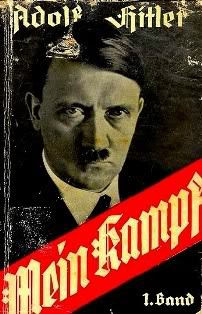 Adolf Hitler
Mein Kampf
1. Band